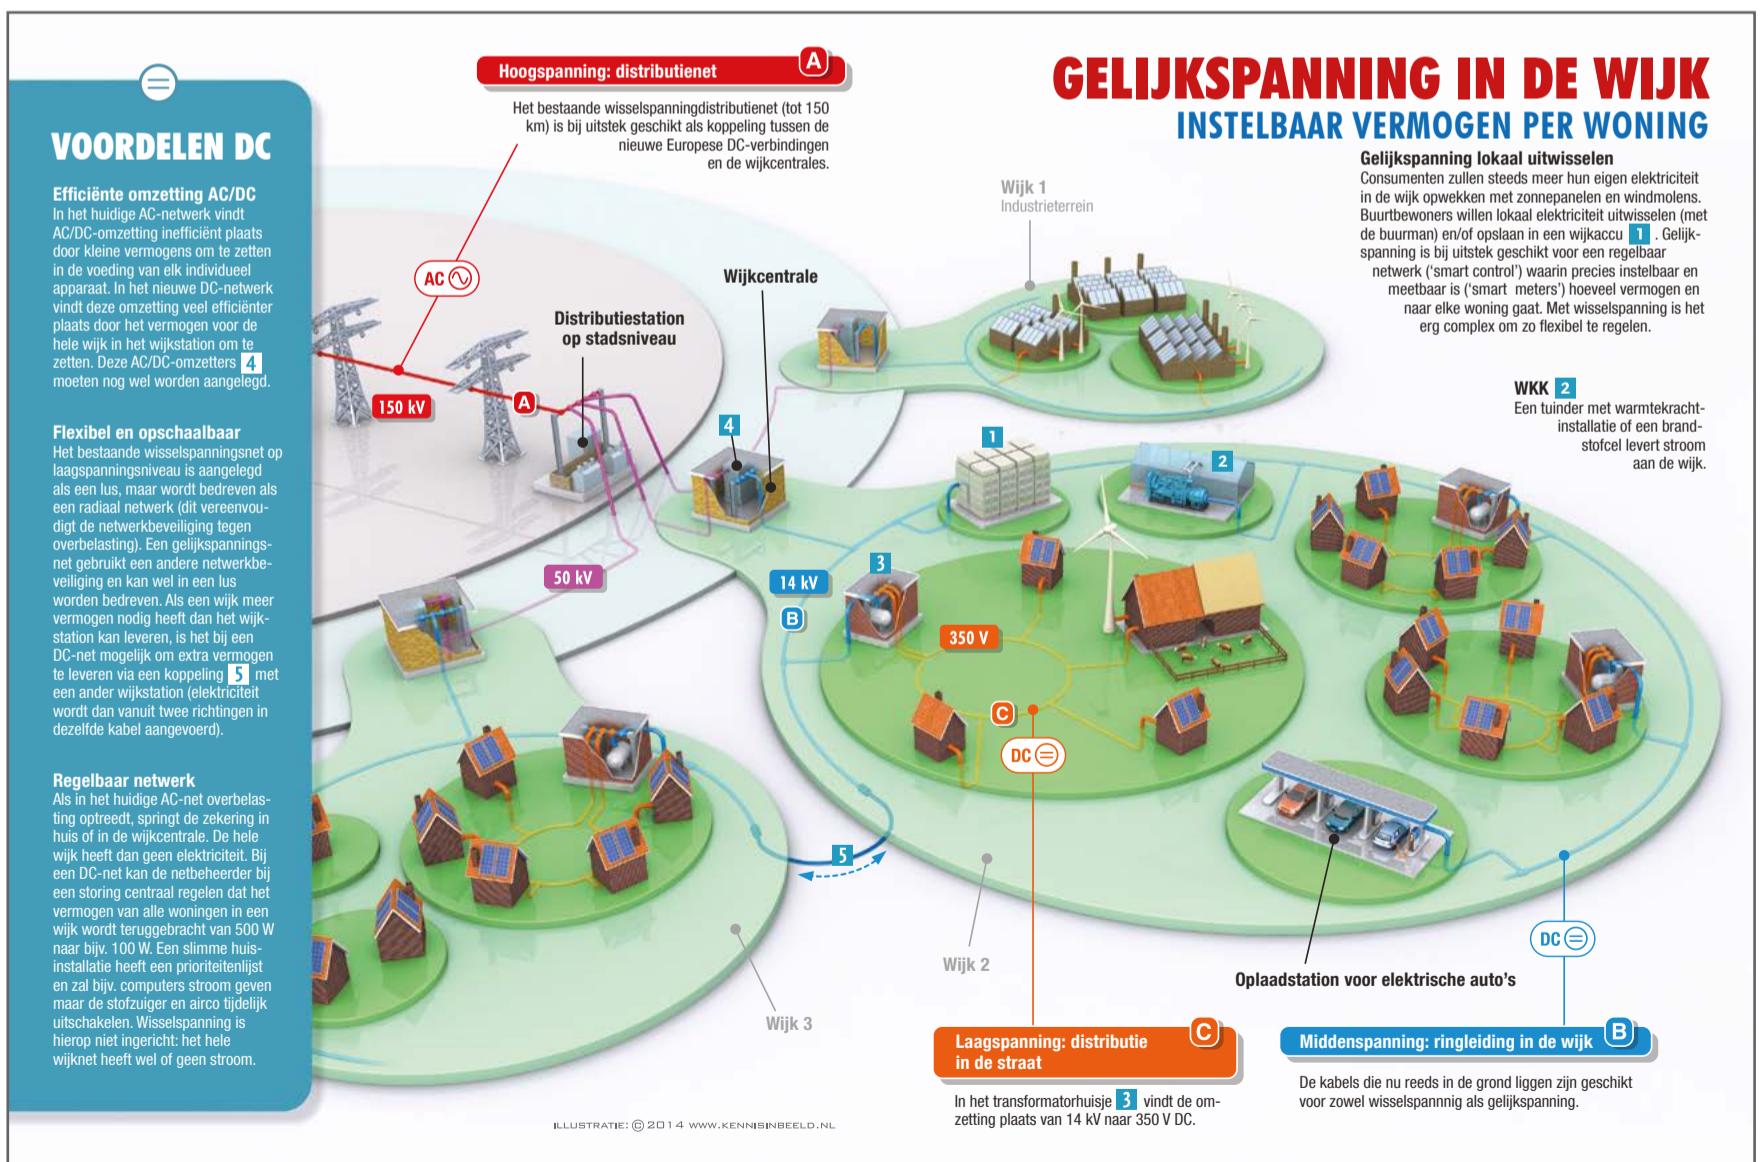 GELIJKSPANNING IN DE WIJK
INSTELBAAR VERMOGEN PER WONING
VOORDELEN DC
Efficiënte omzetting AC/DC
In het huidige AC-netwerk vindt
AC/DC-omzetting inefficiënt plaats
door kleine vermogens om te zetten
in de voeding van elk individueel
apparaat. In het nieuwe DC-netwerk
vindt deze omzetting veel efficiënter
plaats door het vermogen voor de
hele wijk in het wijkstation om te
zetten. Deze AC/DC-omzetters 4
moeten nog wel worden aangelegd.
Flexibel en opschaalbaar
Het bestaande wisselspanningsnet op
laagspanningsniveau is aangelegd
als een lus, maar wordt bedreven als
een radiaal netwerk (dit vereenvou-
digt de netwerkbeveiliging tegen
overbelasting). Een gelijkspannings-
net gebruikt een andere netwerkbe-
veiliging en kan wel in een lus
worden bedreven. Als een wijk meer
vermogen nodig heeft dan het wijk-
station kan leveren, is het bij een
DC-net mogelijk om extra vermogen
te leveren via een koppeling 5 met
een ander wijkstation (elektriciteit
wordt dan vanuit twee richtingen in
dezelfde kabel aangevoerd).
Regelbaar netwerk
Als in het huidige AC-net overbelas-
ting optreedt, springt de zekering in
huis of in de wijkcentrale. De hele
wijk heeft dan geen elektriciteit. Bij
een DC-net kan de netbeheerder bij
een storing centraal regelen dat het
vermogen van alle woningen in een
wijk wordt teruggebracht van 500 W
naar bijv. 100 W. Een slimme huis-
installatie heeft een prioriteitenlijst
en zal bijv. computers stroom geven
maar de stofzuiger en airco tijdelijk
uitschakelen. Wisselspanning is
hierop niet ingericht: het hele
wijknet heeft wel of geen stroom.
Hoogspanning: distributienet A
Het bestaande wisselspanningdistributienet (tot 150
km) is bij uitstek geschikt als koppeling tussen de
nieuwe Europese DC-verbindingen
en de wijkcentrales.
Gelijkspanning lokaal uitwisselen
Consumenten zullen steeds meer hun eigen elektriciteit
in de wijk opwekken met zonnepanelen en windmolens.
Buurtbewoners willen lokaal elektriciteit uitwisselen (met
de buurman) en/of opslaan in een wijkaccu 1 . Gelijk-
spanning is bij uitstek geschikt voor een regelbaar
netwerk (‘smart control’) waarin precies instelbaar en
meetbaar is (‘smart meters’) hoeveel vermogen en
naar elke woning gaat. Met wisselspanning is het
erg complex om zo flexibel te regelen.
WKK 2
Een tuinder met warmtekracht-
installatie of een brand-
stofcel levert stroom
aan de wijk.
Wijk 1
Industrieterrein
AC
Wijkcentrale
Distributiestation
op stadsniveau
150 kV
A
4
1
2
3
50 kV
14 kV
B
350 V
C
DC
5
Wijk 2
Wijk 3
DC
Oplaadstation voor elektrische auto’s
Laagspanning: distributie
in de straat
C
In het transformatorhuisje 3 vindt de om-
zetting plaats van 14 kV naar 350 V DC.
Middenspanning: ringleiding in de wijk B
De kabels die nu reeds in de grond liggen zijn geschikt
voor zowel wisselspannnig als gelijkspanning.
ILLUSTRATIE: © 2014 WWW.KENNISINBEELD.NL